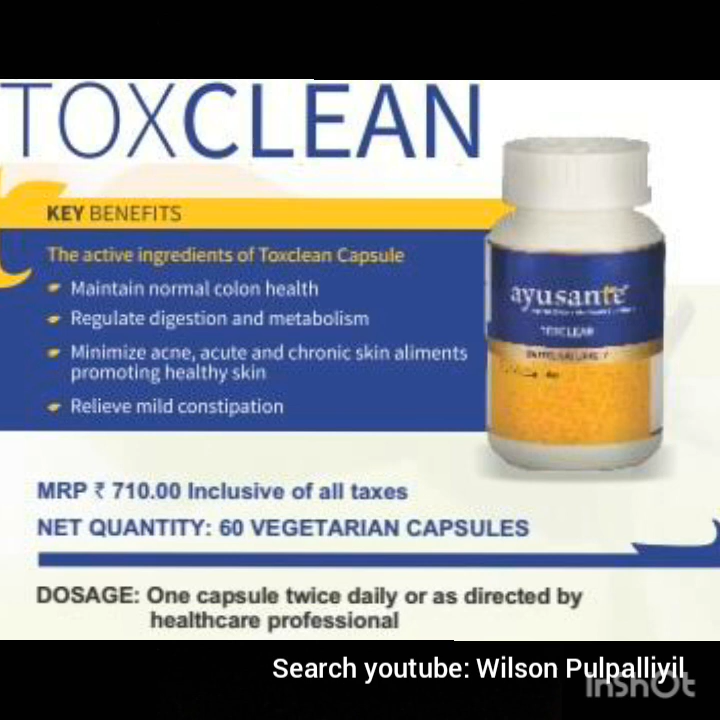 TOXCLEAN
KEY BENEFITS
The active ingredients of Toxclean Capsule
Maintain normal colon health
Regulate digestion and metabolism
Minimize acne, acute and chronic skin aliments
promoting healthy skin
Relieve mild constipation
ayusante
TOXCLEAN
MRP ₹ 710.00 Inclusive of all taxes
NET QUANTITY: 60 VEGETARIAN CAPSULES
DOSAGE: One capsule twice daily or as directed by
healthcare professional
Search youtube: Wilson Pulpalliyil
InShOt